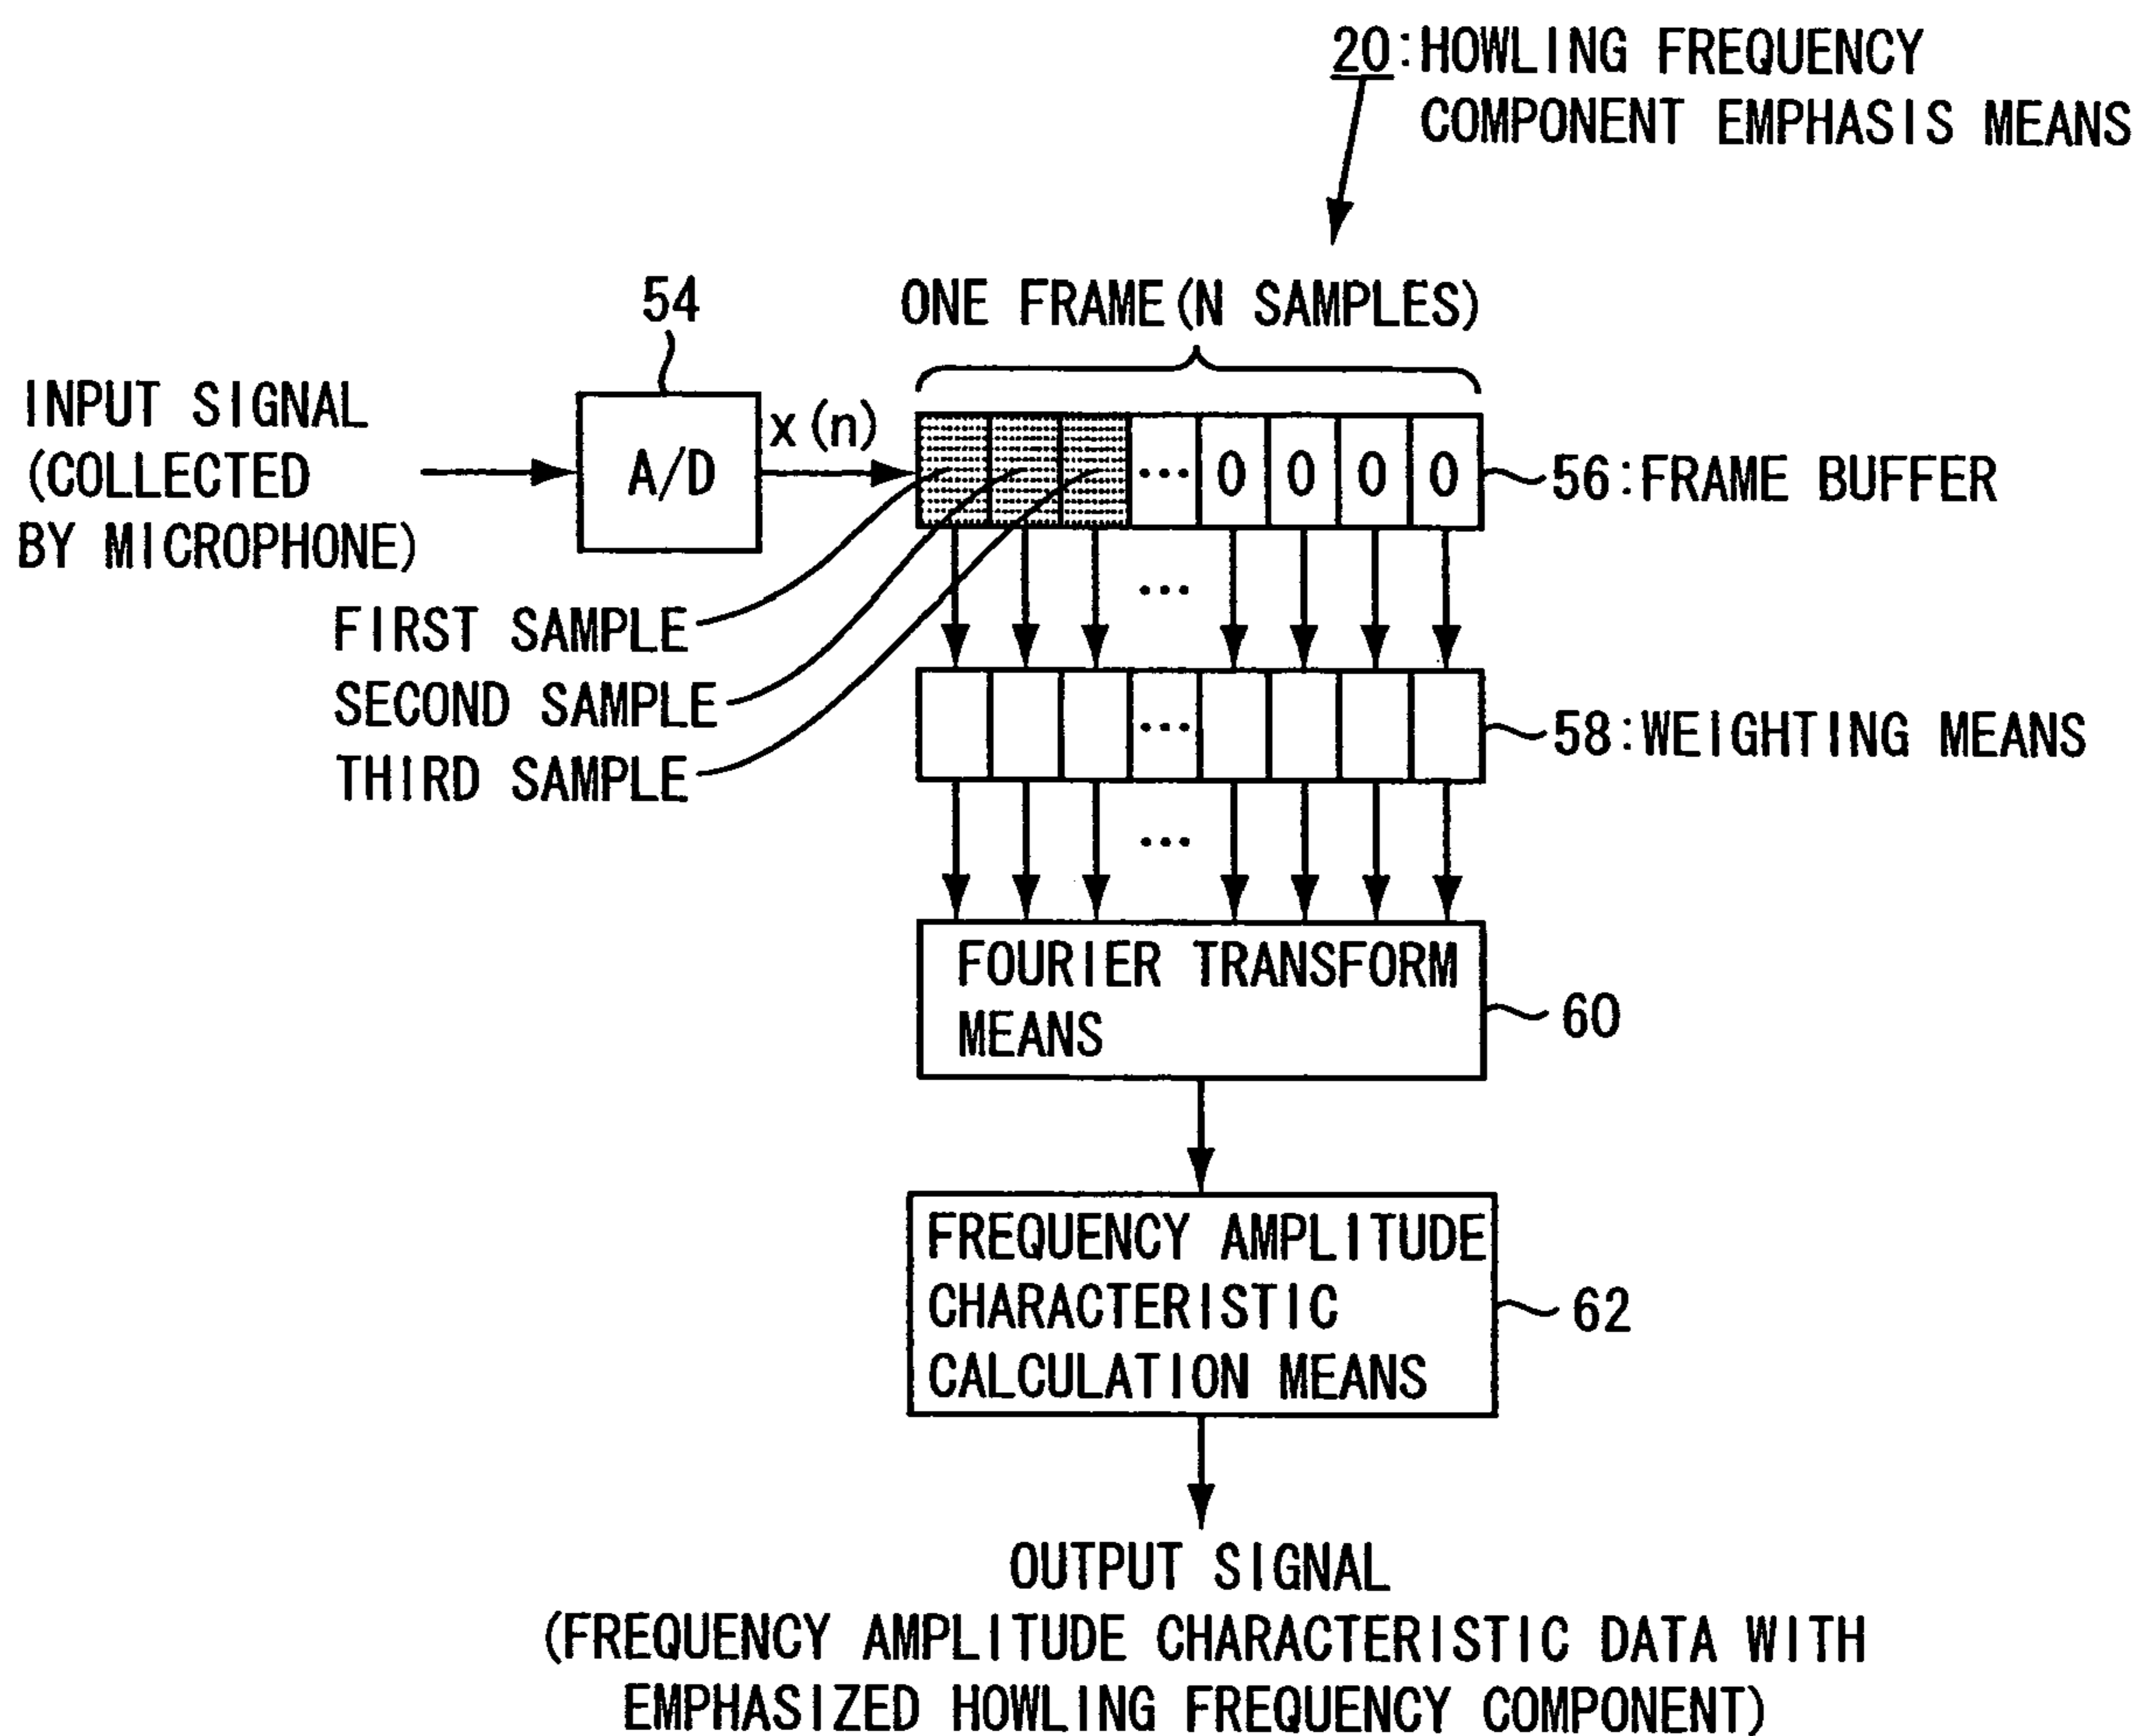 20:HOWLING FREQUENCY
COMPONENT EMPHASIS MEANS
54
ONE FRAME(N SAMPLES)
INPUT SIGNAL
(COLLECTED
BY MICROPHONE)
A/D
x(n)
... 0 0 0 0
56:FRAME BUFFER
...
FIRST SAMPLE
SECOND SAMPLE
THIRD SAMPLE
...
58:WEIGHTING MEANS
...
FOURIER TRANSFORM
MEANS
60
FREQUENCY AMPLITUDE
CHARACTERISTIC
CALCULATION MEANS
62
OUTPUT SIGNAL
(FREQUENCY AMPLITUDE CHARACTERISTIC DATA WITH
EMPHASIZED HOWLING FREQUENCY COMPONENT)